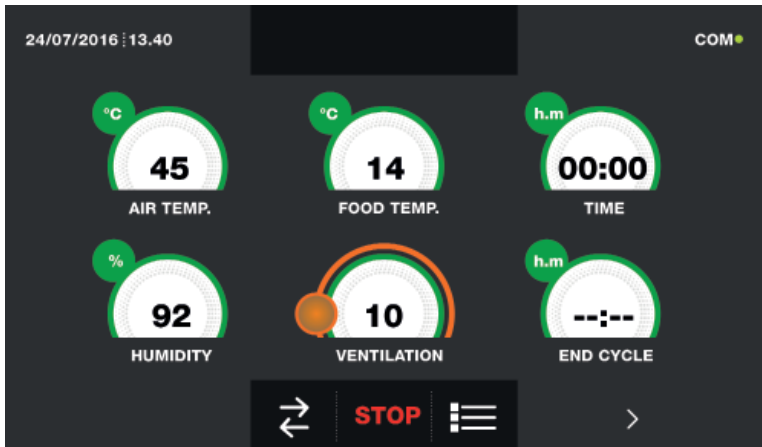 24/07/2016 13.40
COM
°C
°C
h.m
45
14
00:00
AIR TEMP.
FOOD TEMP.
TIME
%
h.m
92
10
--:--
HUMIDITY
VENTILATION
END CYCLE
STOP